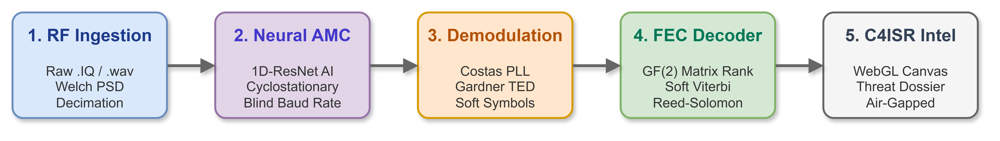 1. RF Ingestion
Raw .IQ / .wav
Welch PSD
Decimation
2. Neural AMC
1D-ResNet AI
Cyclostationary
Blind Baud Rate
3. Demodulation
Costas PLL
Gardner TED
Soft Symbols
4. FEC Decoder
GF(2) Matrix Rank
Soft Viterbi
Reed-Solomon
5. C4ISR Intel
WebGL Canvas
Threat Dossier
Air-Gapped